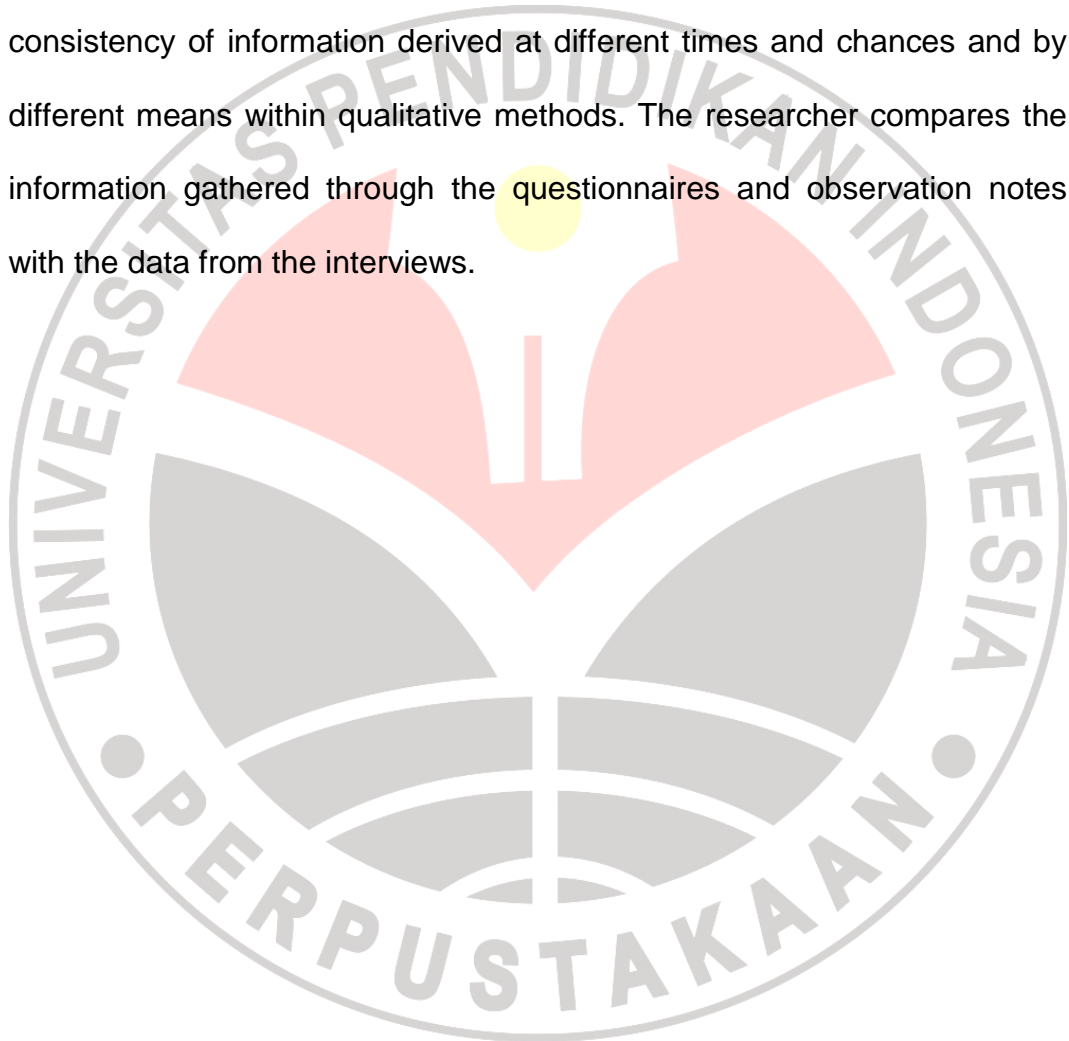 consistency of information derived at different times and chances and by
different means within qualitative methods. The researcher compares the
information gathered through the questionnaires and observation notes
with the data from the interviews.
UNIVERSITAS PENDIDIKAN INDONESIA
PERPUSTAKAAN